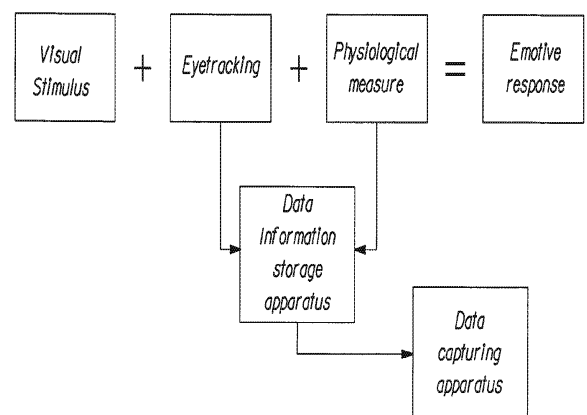 Visual
Stimulus
+
Eyetracking
+
Physiological
measure
=
Emotive
response
Data
Information
storage
apparatus
Data
capturing
apparatus